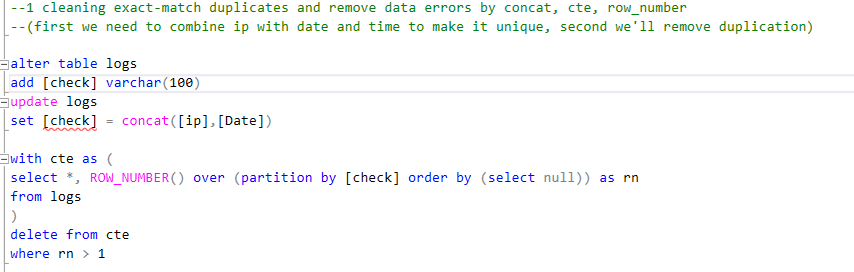 --1 cleaning exact-match duplicates and remove data errors by concat, cte, row_number
--(first we need to combine ip with date and time to make it unique, second we'll remove duplication)
alter table logs
add [check] varchar(100)
update logs
set [check] = concat([ip],[Date])
with cte as (
select *, ROW_NUMBER() over (partition by [check] order by (select null)) as rn
from logs
)
delete from cte
where rn > 1